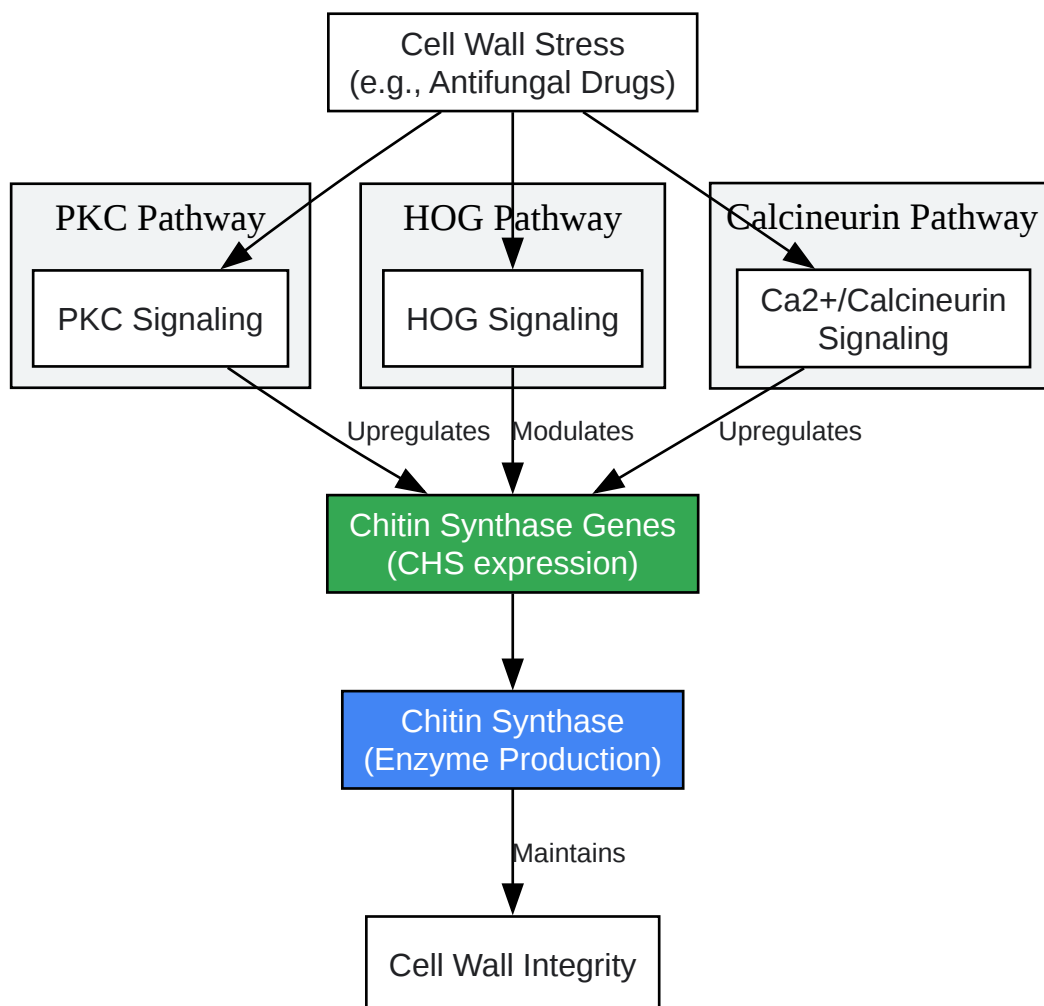 Cell Wall Stress
(e.g., Antifungal Drugs)
PKC Pathway
HOG Pathway
Calcineurin Pathway
PKC Signaling
HOG Signaling
Ca2+/Calcineurin
Signaling
Upregulates
Modulates
Upregulates
Chitin Synthase Genes
(CHS expression)
Chitin Synthase
(Enzyme Production)
Maintains
Cell Wall Integrity